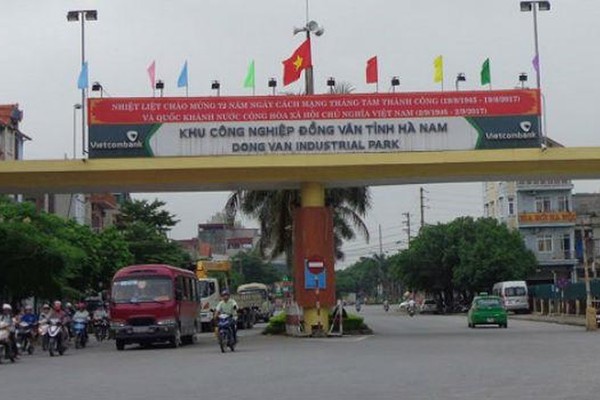 NHIỆT LIỆT CHÀO MỪNG 72 NĂM NGÀY CÁCH MẠNG THÁNG TÁM THÀNH CÔNG (19/8/1945 - 19/8/2017)
VÀ QUỐC KHÁNH NƯỚC CỘNG HÒA XÃ HỘI CHỦ NGHĨA VIỆT NAM (2/9/1945 - 2/9/2017)
Vietcombank
KHU CÔNG NGHIỆP ĐỒNG VĂN TỈNH HÀ NAM
DONG VAN INDUSTRIAL PARK
Vietcombank